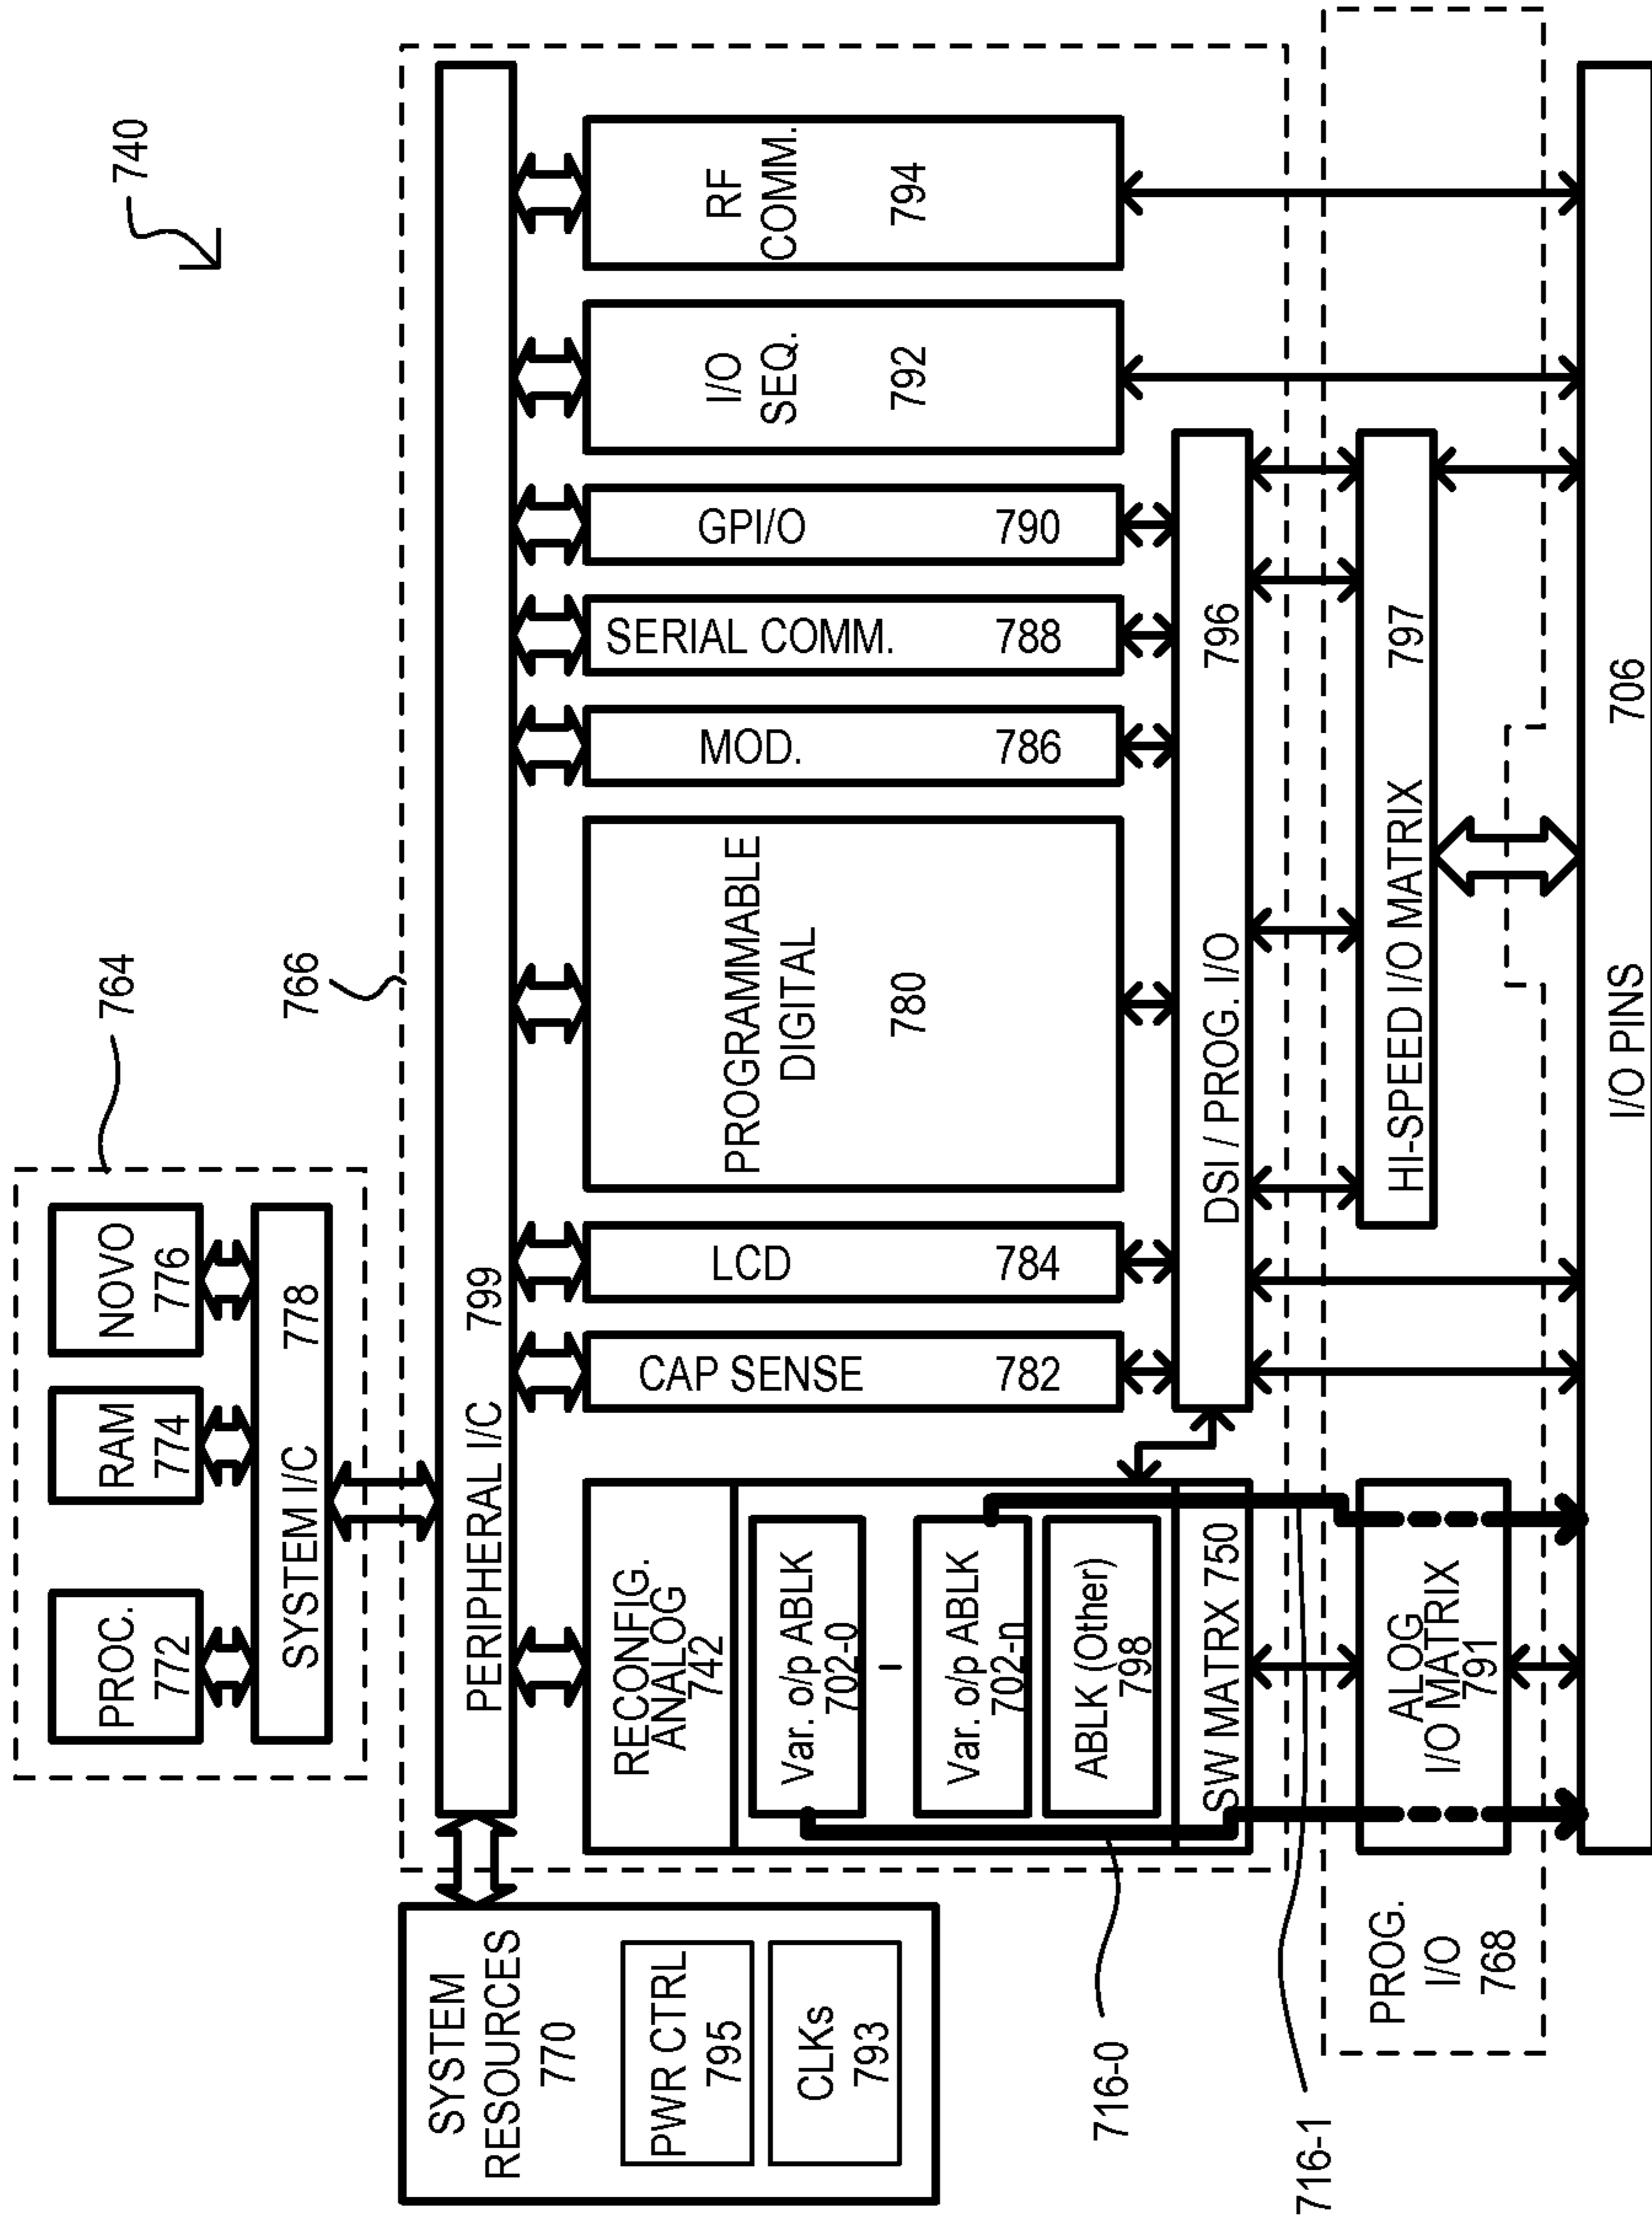 740
764
PROC.
772
RAM
774
NOVO
776
SYSTEM I/C 778
766
PERIPHERAL I/C 799
SYSTEM
RESOURCES
770
PWR CTRL
795
CLKs
793
RECONFIG.
ANALOG
742
Var. o/p ABLK
702-0
Var. o/p ABLK
702-n
ABLK (Other)
798
SW MATRX 750
CAP SENSE 782
LCD 784
PROGRAMMABLE
DIGITAL
780
MOD. 786
SERIAL COMM. 788
GPI/O 790
I/O
SEQ.
792
RF
COMM.
794
DSI / PROG. I/O 796
716-0
716-1
PROG.
I/O
768
ALOG
I/O MATRIX
791
HI-SPEED I/O MATRIX 797
I/O PINS 706